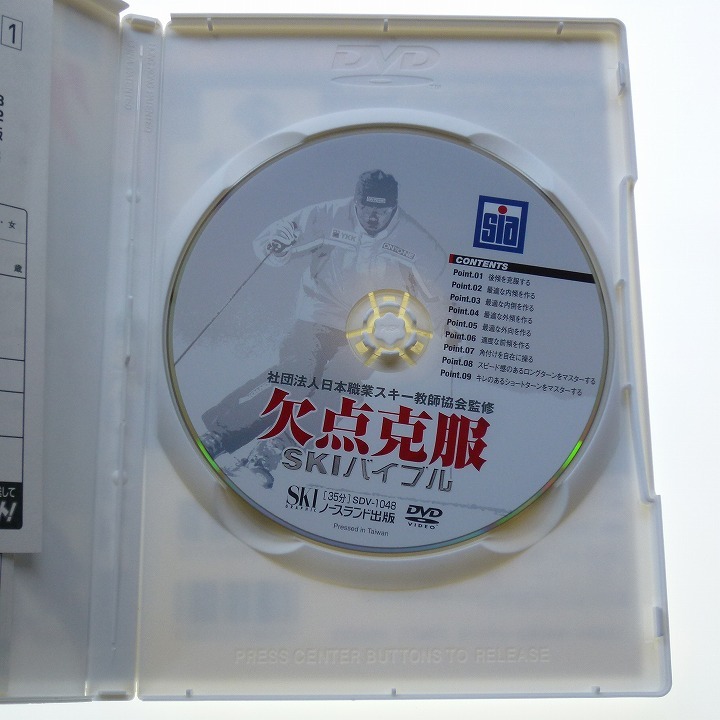 1
DVD
sia
CONTENTS
Point.01 後傾を克服する
Point.02 最適な内傾を作る
Point.03 最適な内倒を作る
Point.04 最適な外傾を作る
Point.05 最適な外向を作る
Point.06 適度な前傾を作る
Point.07 角付けを自在に操る
Point.08 スピード感のあるロングターンをマスターする
Point.09 キレのあるショートターンをマスターする
YKK
社団法人日本職業スキー教師協会監修
欠点克服
SKIバイブル
SKI GRAPHIC
[35分] SDV-1048
ノースランド出版
DVD VIDEO
Pressed in Taiwan
女
歳
して
PRESS CENTER BUTTONS TO RELEASE